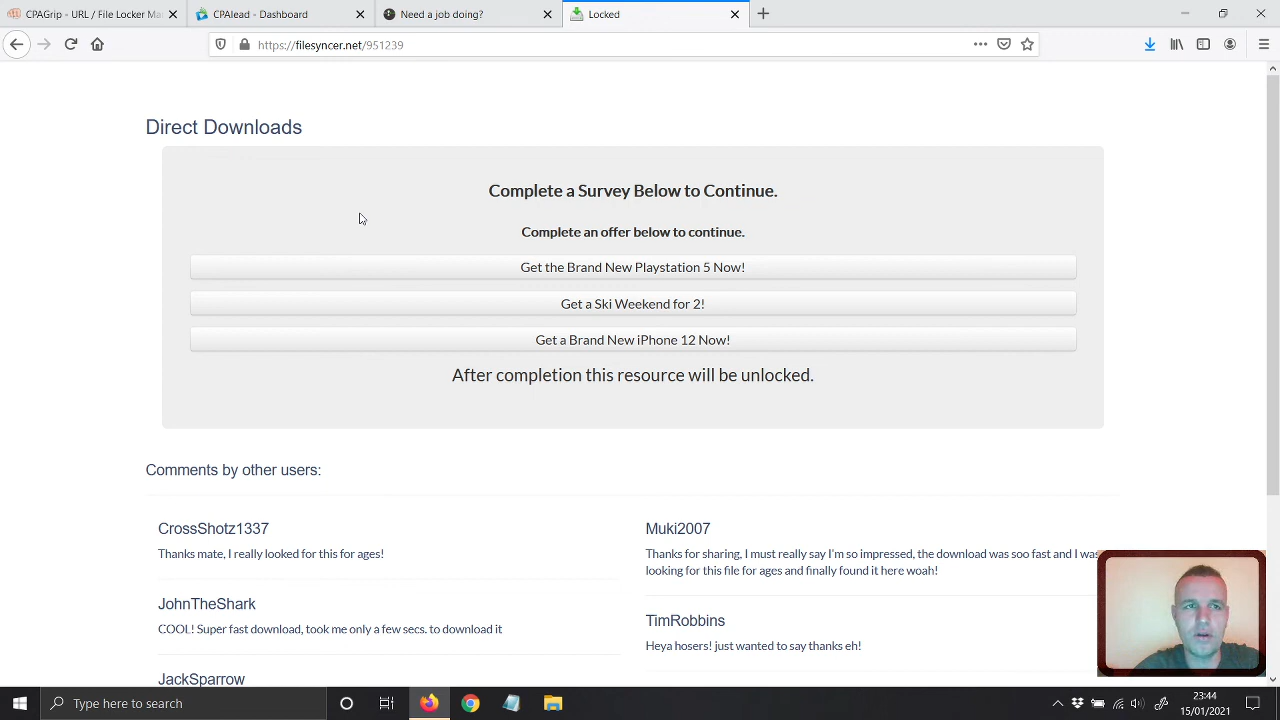 CPAGrip - URL / File Locker Ma
CPAlead - Dashboard
Need a job doing?
Locked
https://filesyncer.net/951239
Direct Downloads
Complete a Survey Below to Continue.
Complete an offer below to continue.
Get the Brand New Playstation 5 Now!
Get a Ski Weekend for 2!
Get a Brand New iPhone 12 Now!
After completion this resource will be unlocked.
Comments by other users:
CrossShotz1337
Thanks mate, I really looked for this for ages!
JohnTheShark
COOL! Super fast download, took me only a few secs. to download it
JackSparrow
Muki2007
Thanks for sharing, I must really say I'm so impressed, the download was soo fast and I was
looking for this file for ages and finally found it here woah!
TimRobbins
Heya hosers! just wanted to say thanks eh!
Type here to search
23:44
15/01/2021